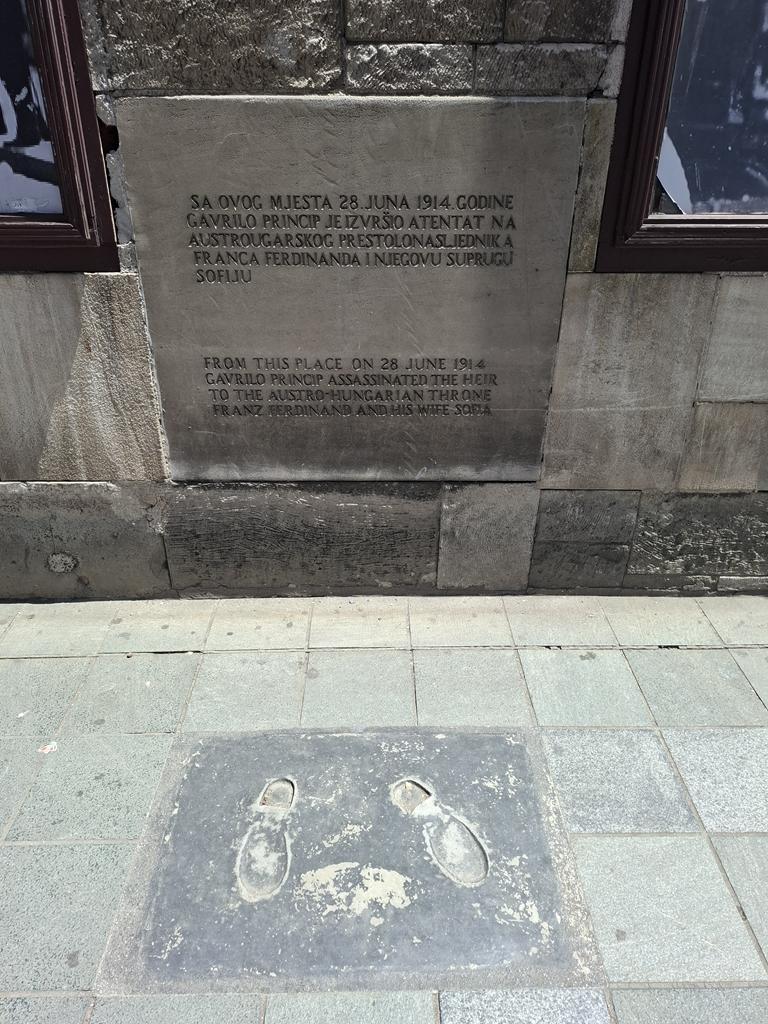 SA OVOG MJESTA 28. JUNA 1914. GODINE
GAVRILO PRINCIP JE IZVRŠIO ATENTAT NA
AUSTROUGARSKOG PRESTOLONASLJEDNIKA
FRANCA FERDINANDA I NJEGOVU SUPRUGU
SOFIJU
FROM THIS PLACE ON 28 JUNE 1914
GAVRILO PRINCIP ASSASSINATED THE HEIR
TO THE AUSTRO-HUNGARIAN THRONE
FRANZ FERDINAND AND HIS WIFE SOFIA